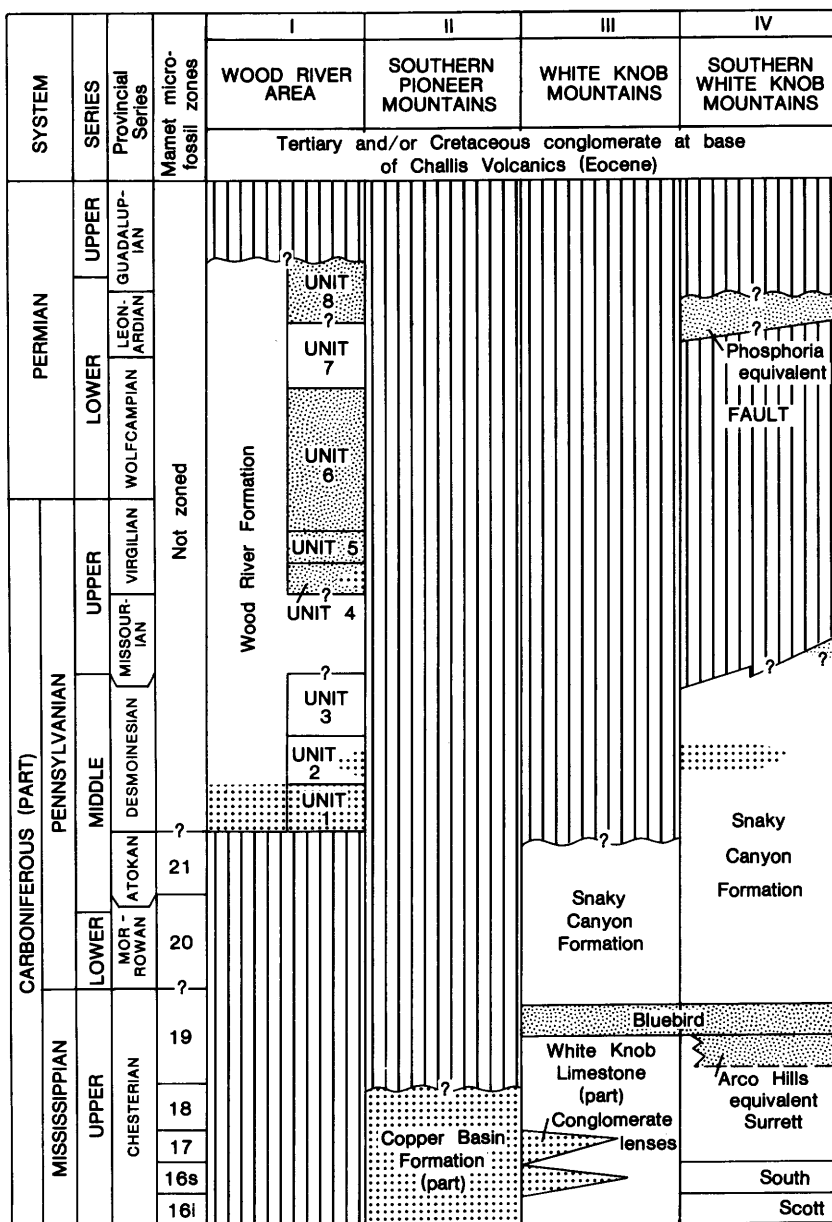 I
II
III
IV
SYSTEM
SERIES
Provincial
Series
Mamet micro-
fossil zones
WOOD RIVER
AREA
SOUTHERN
PIONEER
MOUNTAINS
WHITE KNOB
MOUNTAINS
SOUTHERN
WHITE KNOB
MOUNTAINS
Tertiary and/or Cretaceous conglomerate at base
of Challis Volcanics (Eocene)
PERMIAN
UPPER
LOWER
GUADALUP-
IAN
LEON-
ARDIAN
WOLFCAMPIAN
CARBONIFEROUS (PART)
PENNSYLVANIAN
UPPER
MIDDLE
LOWER
VIRGILIAN
MISSOUR-
IAN
DESMOINESIAN
ATOKAN
MOR-
ROWAN
MISSISSIPPIAN
UPPER
CHESTERIAN
Not zoned
?
21
20
?
19
18
17
16s
16i
Wood River Formation
?
UNIT
8
?
UNIT
7
UNIT
6
UNIT 5
?
UNIT 4
?
UNIT
3
UNIT
2
UNIT
1
?
Copper Basin
Formation
(part)
?
Snaky
Canyon
Formation
Bluebird
White Knob
Limestone
(part)
Conglomerate
lenses
?
?
Phosphoria
equivalent
FAULT
?
?
Snaky
Canyon
Formation
Arco Hills
equivalent
Surrett
South
Scott